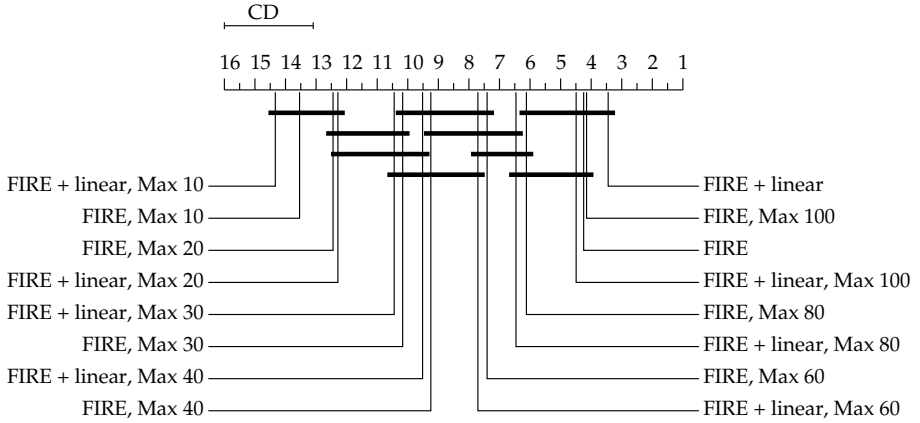 CD
16 15 14 13 12 11 10 9 8 7 6 5 4 3 2 1
FIRE + linear, Max 10
FIRE, Max 10
FIRE, Max 20
FIRE + linear, Max 20
FIRE + linear, Max 30
FIRE, Max 30
FIRE + linear, Max 40
FIRE, Max 40
FIRE + linear
FIRE, Max 100
FIRE
FIRE + linear, Max 100
FIRE, Max 80
FIRE + linear, Max 80
FIRE, Max 60
FIRE + linear, Max 60